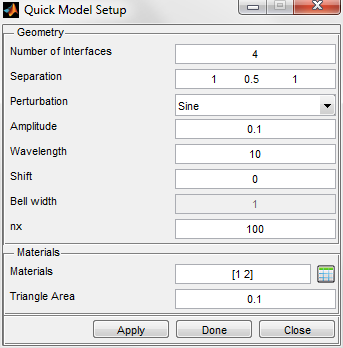 Quick Model Setup
Geometry
Number of Interfaces 4
Separation 1 0.5 1
Perturbation Sine
Amplitude 0.1
Wavelength 10
Shift 0
Bell width 1
nx 100
Materials
Materials [1 2]
Triangle Area 0.1
Apply Done Close